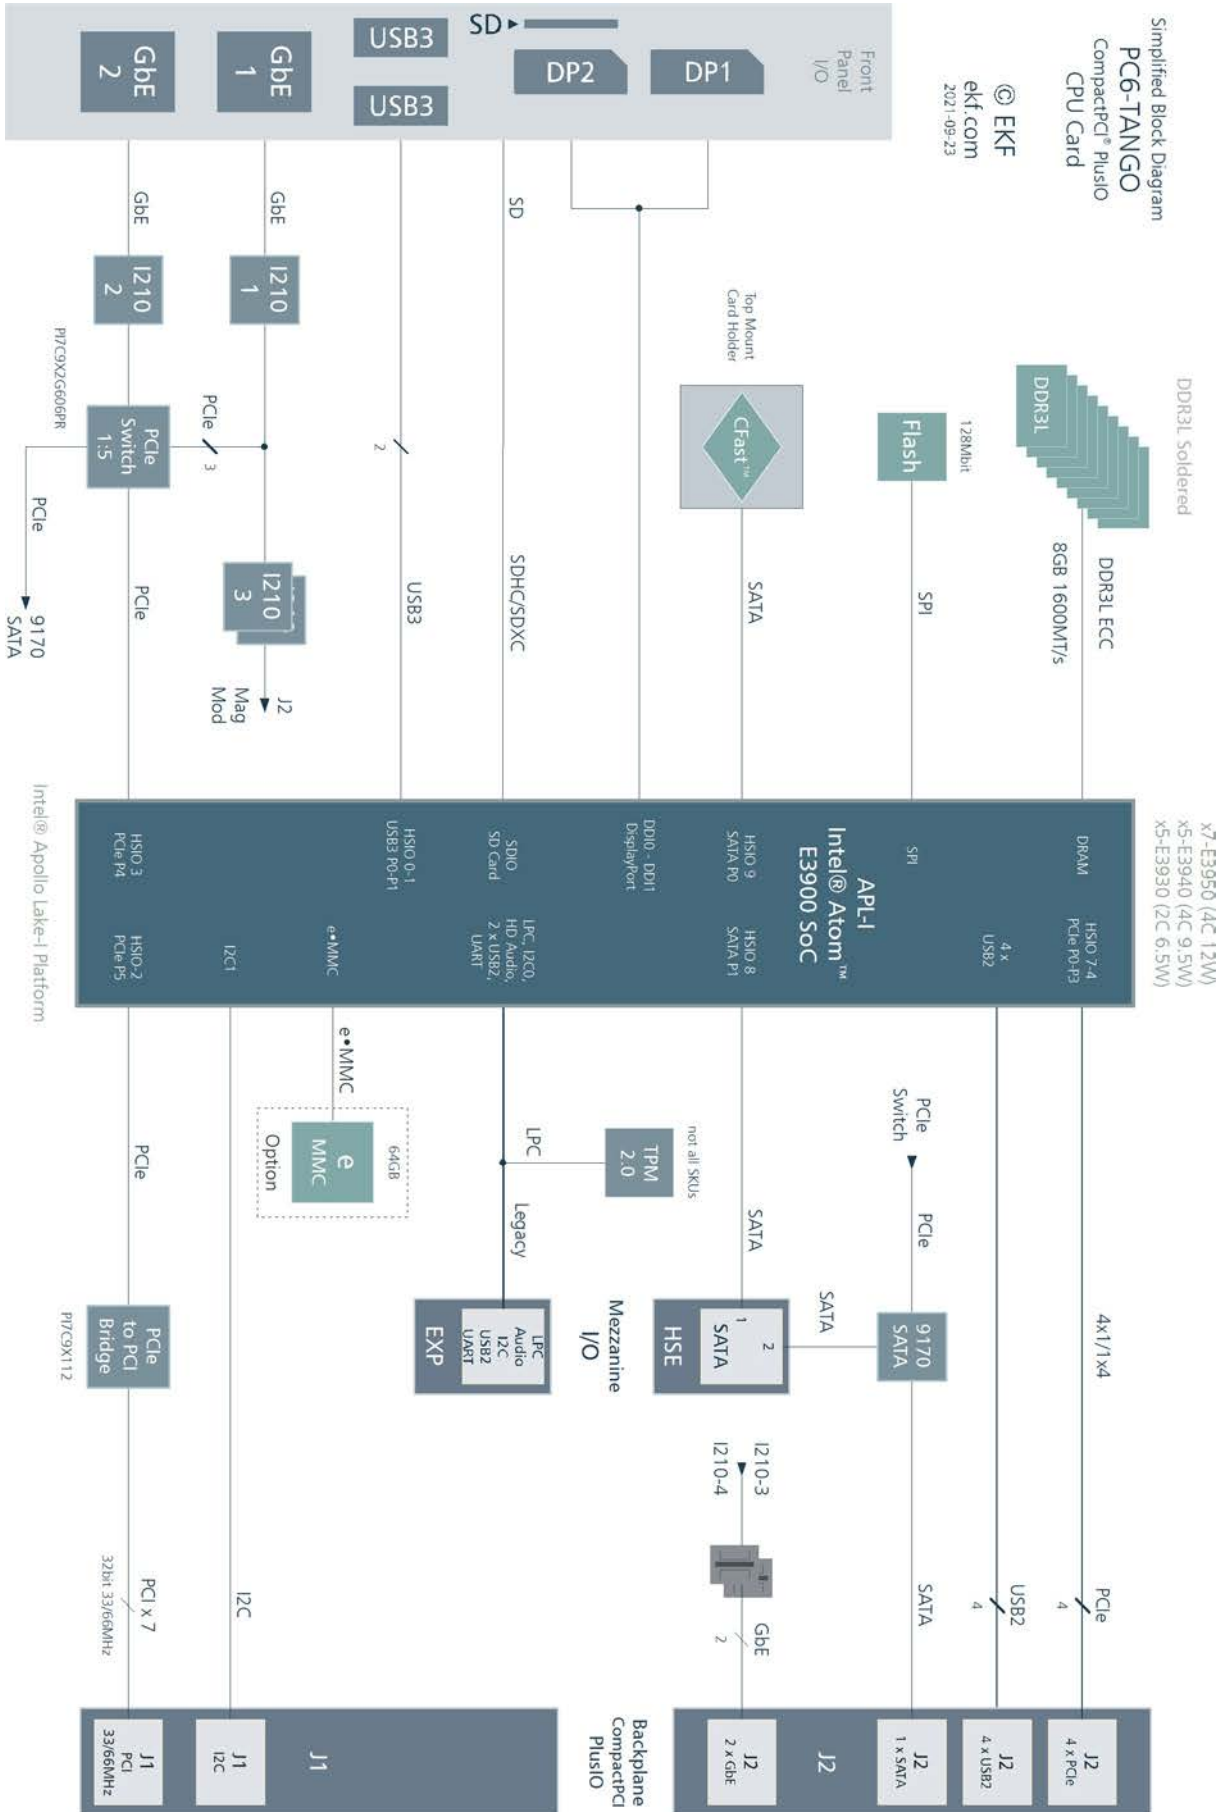 Simplified Block Diagram
PC6-TANGO
CompactPCI® PlusIO
CPU Card
© EKF
ekf.com
2021-09-23
Front
Panel
I/O
DP1
DP2
SD
USB3
USB3
GbE
1
GbE
2
DDR3L Soldered
DDR3L
DDR3L ECC
8GB 1600MT/s
128Mbit
Flash
SPI
Top Mount
Card Holder
CFast™
SATA
SD
SDHC/SDXC
2
USB3
GbE
I210
1
PCIe
3
I210
3
J2
Mag
Mod
GbE
I210
2
PI7C9X2G606PR
PCIe
Switch
1:5
PCIe
PCIe
9170
SATA
x7-E3950 (4C 12W)
x5-E3940 (4C 9.5W)
x5-E3930 (2C 6.5W)
DRAM
HSIO 7-4
PCIe P0-P3
4 x
USB2
SPI
APL-I
Intel® Atom™
E3900 SoC
HSIO 9
SATA P0
HSIO 8
SATA P1
DDI0 - DDI1
DisplayPort
SDIO
SD Card
LPC, I2C0,
HD Audio,
2 x USB2,
UART
HSIO 0-1
USB3 P0-P1
e•MMC
I2C1
HSIO 3
PCIe P4
HSIO-2
PCIe P5
Intel® Apollo Lake-I Platform
4x1/1x4
PCIe
4
USB2
4
PCIe
Switch
PCIe
9170
SATA
SATA
SATA
not all SKUs
TPM
2.0
LPC
Legacy
SATA
1
2
SATA
HSE
Mezzanine
I/O
LPC
Audio
I2C
USB2
UART
EXP
I210-3
I210-4
GbE
2
e•MMC
64GB
e
MMC
Option
I2C
PCIe
PCIe
to PCI
Bridge
PI7C9X112
PCI x 7
32bit 33/66MHz
J2
4 x PCIe
J2
4 x USB2
J2
1 x SATA
J2
J2
2 x GbE
Backplane
CompactPCI
PlusIO
J1
J1
I2C
J1
PCI
33/66MHz